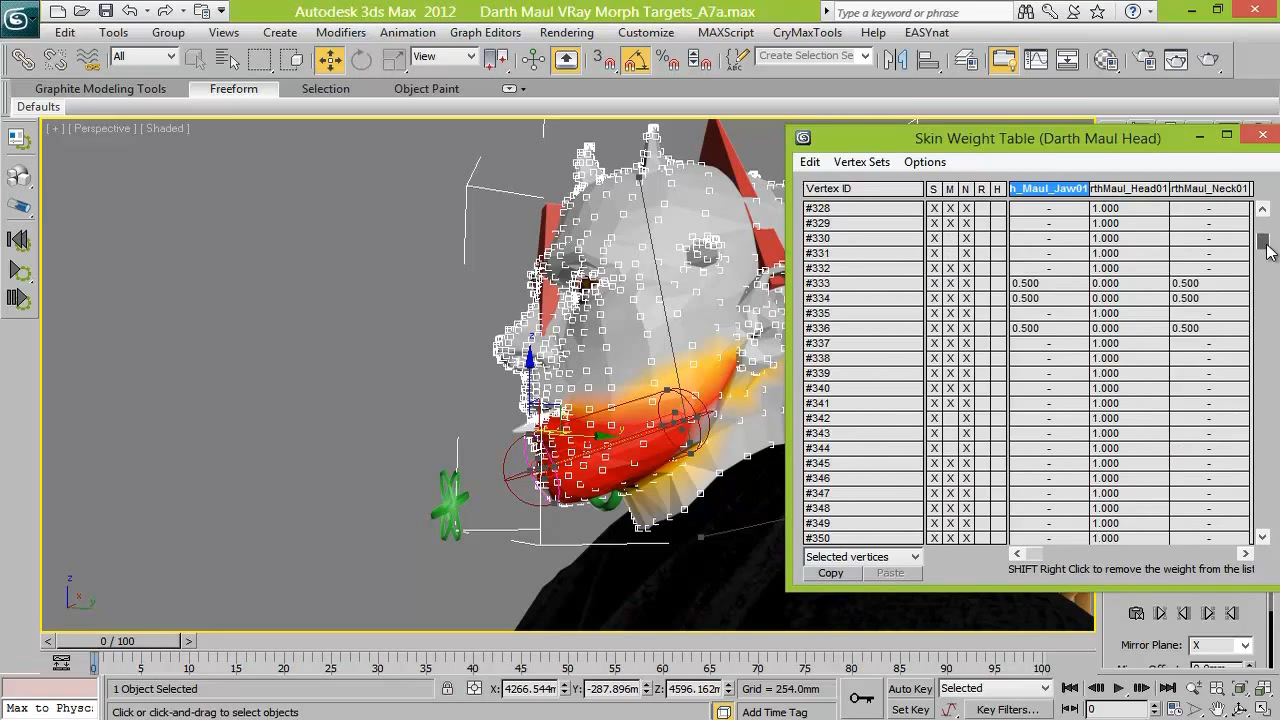 Autodesk 3ds Max 2012 Darth Maul VRay Morph Targets_A7a.max
Type a keyword or phrase
Edit Tools Group Views Create Modifiers Animation Graph Editors Rendering Customize MAXScript CryMaxTools Help EASYnat
All View Create Selection Se
Graphite Modeling Tools Freeform Selection Object Paint
Defaults
[ + ] [ Perspective ] [ Shaded ]
Skin Weight Table (Darth Maul Head)
Edit Vertex Sets Options
Vertex ID S M N R H h_Maul_Jaw01 rthMaul_Head01 rthMaul_Neck01
#328 X X X - 1.000 -
#329 X X X - 1.000 -
#330 X X - 1.000 -
#331 X X - 1.000 -
#332 X X X - 1.000 -
#333 X X X 0.500 0.000 0.500
#334 X X X 0.500 0.000 0.500
#335 X X - 1.000 -
#336 X X X 0.500 0.000 0.500
#337 X X X - 1.000 -
#338 X X X - 1.000 -
#339 X X X - 1.000 -
#340 X X X - 1.000 -
#341 X X X - 1.000 -
#342 X X - 1.000 -
#343 X X - 1.000 -
#344 X X - 1.000 -
#345 X X X - 1.000 -
#346 X X X - 1.000 -
#347 X X X - 1.000 -
#348 X X X - 1.000 -
#349 X X X - 1.000 -
#350 X X X - 1.000 -
Selected vertices
Copy Paste SHIFT Right Click to remove the weight from the list
z
y
z
x
y
Mirror Plane: X
0 / 100
0 5 10 15 20 25 30 35 40 45 50 55 60 65 70 75 80 85 90 95 100
1 Object Selected X: 4266.544m Y: -287.896m Z: 4596.162m Grid = 254.0mm Auto Key Selected
Max to Physc Click or click-and-drag to select objects Add Time Tag Set Key Key Filters... 0